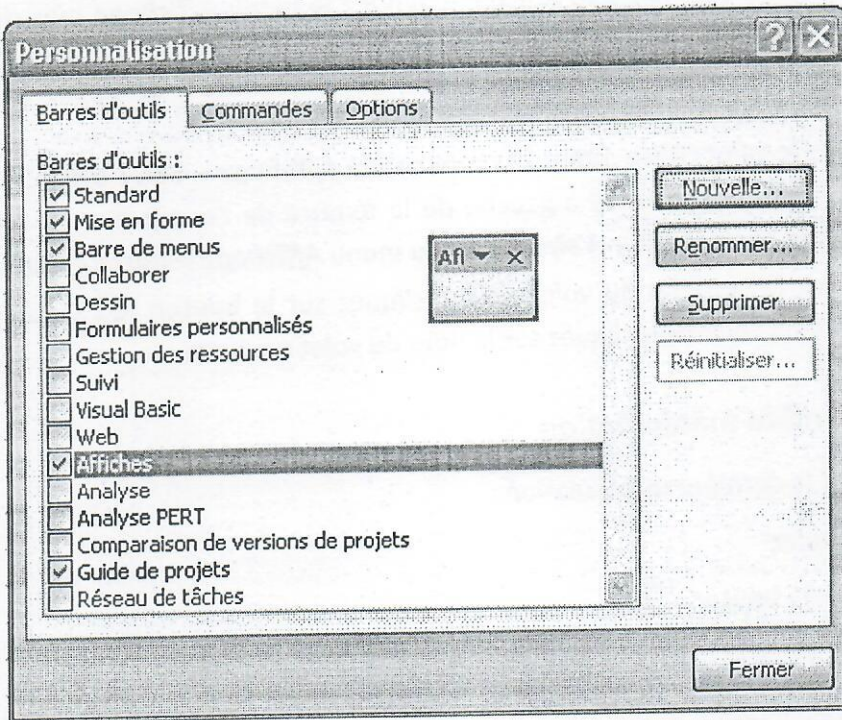 Personnalisation
Barres d'outils
Commandes
Options
Barres d'outils :
Standard
Mise en forme
Barre de menus
Collaborer
Dessin
Formulaires personnalisés
Gestion des ressources
Suivi
Visual Basic
Web
Affiches
Analyse
Analyse PERT
Comparaison de versions de projets
Guide de projets
Réseau de tâches
Afi
Nouvelle...
Renommer...
Supprimer
Réinitialiser...
Fermer